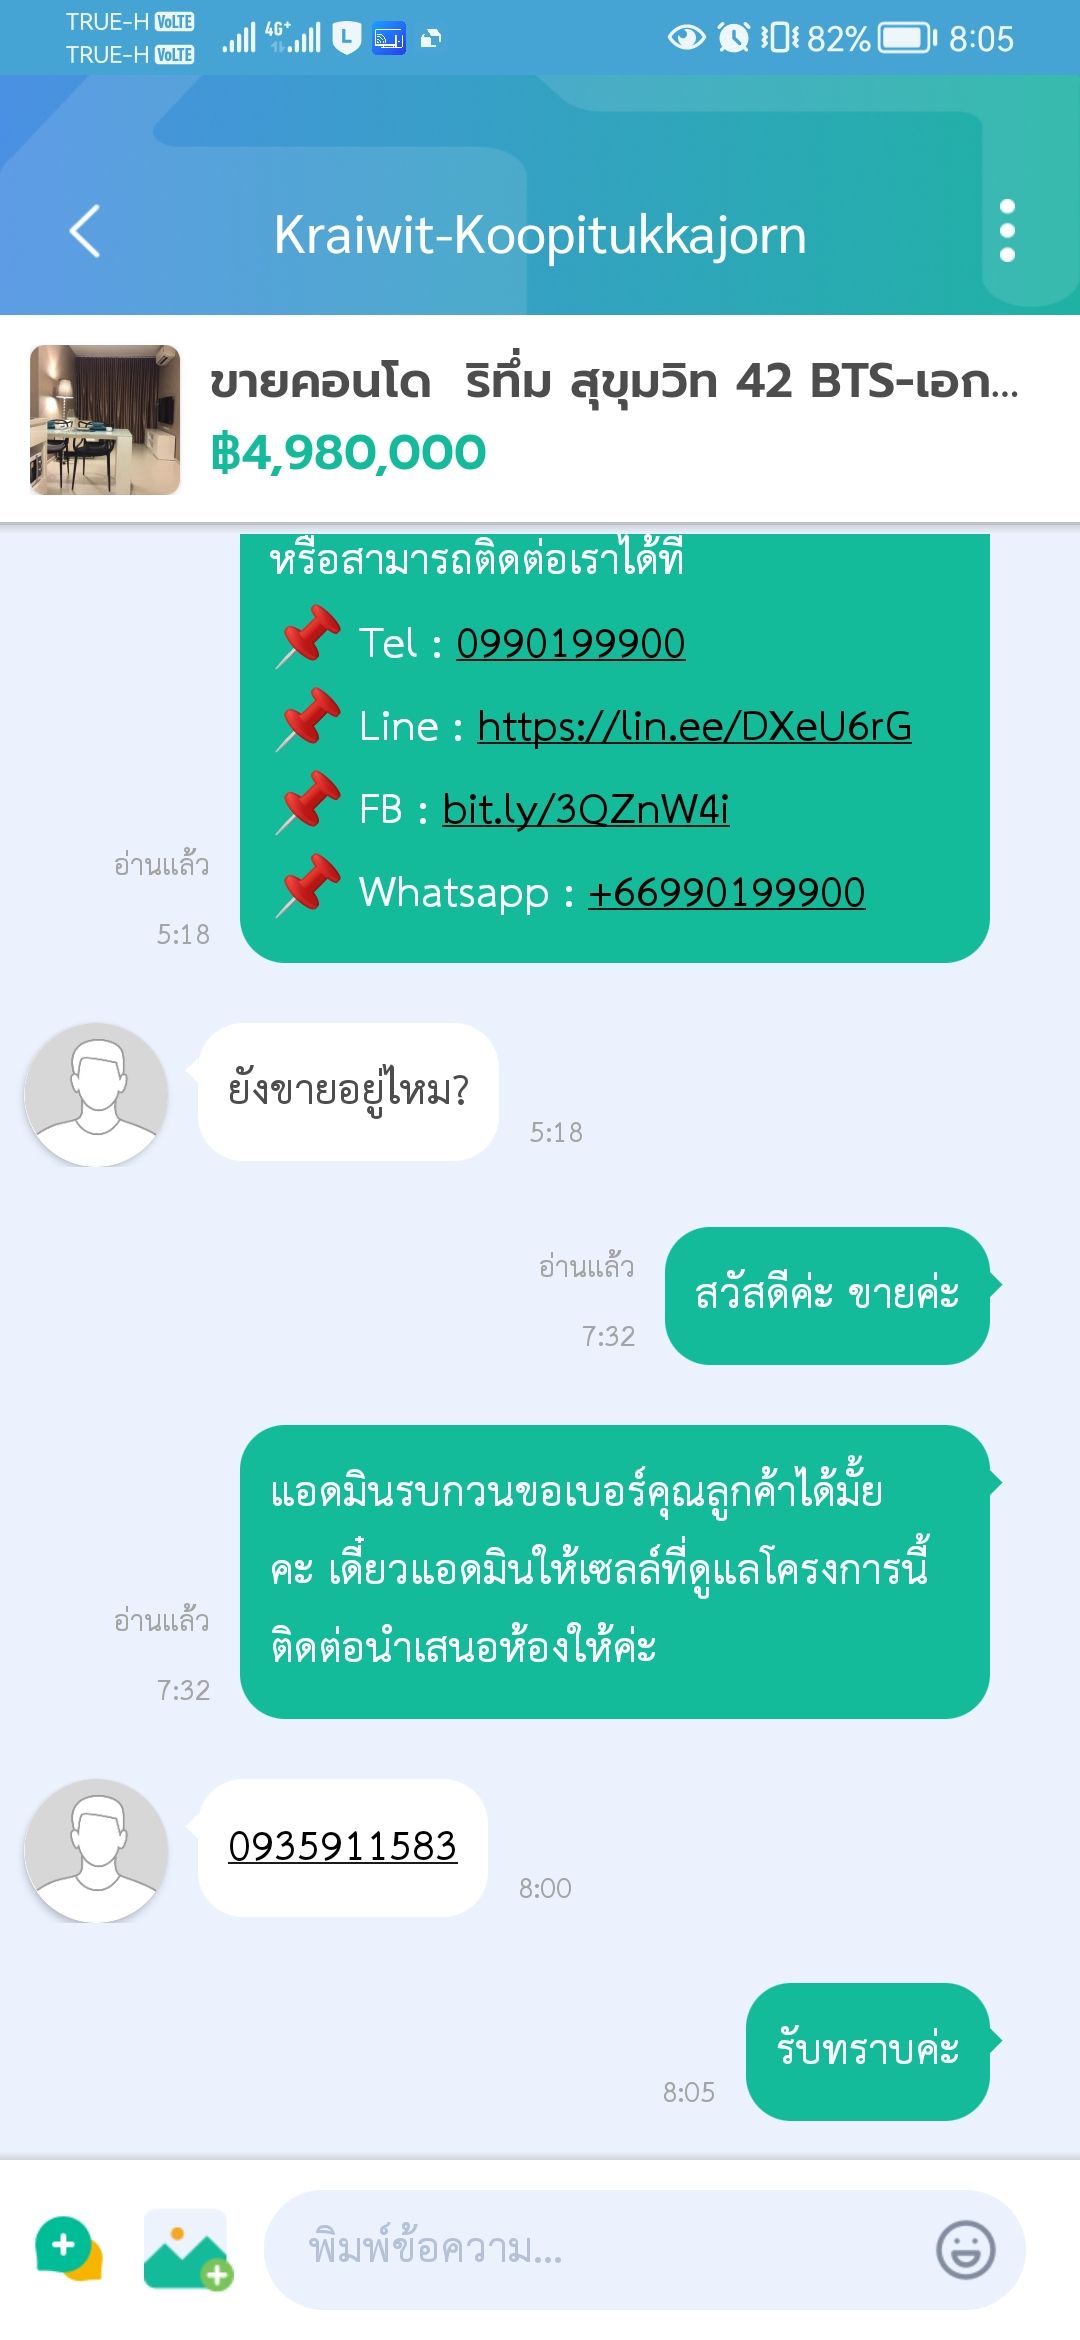 TRUE-H VoLTE
TRUE-H VoLTE
4G+
L
82%
8:05
Kraiwit-Koopitukkajorn
ขายคอนโด ริทึ่ม สุขุมวิท 42 BTS-เอก...
฿4,980,000
หรือสามารถติดต่อเราได้ที่
Tel : 0990199900
Line : https://lin.ee/DXeU6rG
FB : bit.ly/3QZnW4i
Whatsapp : +66990199900
อ่านแล้ว
5:18
ยังขายอยู่ไหม?
5:18
สวัสดีค่ะ ขายค่ะ
อ่านแล้ว
7:32
แอดมินรบกวนขอเบอร์คุณลูกค้าได้มั้ย
คะ เดี๋ยวแอดมินให้เซลล์ที่ดูแลโครงการนี้
ติดต่อนำเสนอห้องให้ค่ะ
อ่านแล้ว
7:32
0935911583
8:00
รับทราบค่ะ
8:05
พิมพ์ข้อความ...